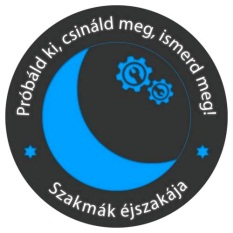 Próbáld ki, csináld meg, ismerd meg!
Szakmák éjszakája